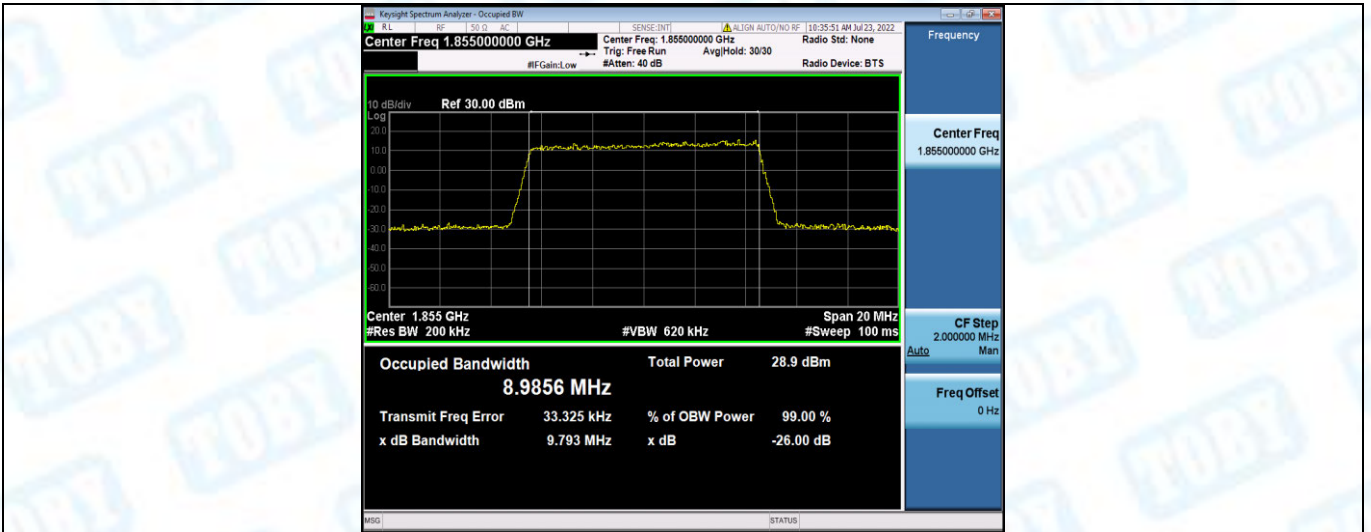 Keysight Spectrum Analyzer - Occupied BW
RL RF 50 Ω AC SENSE:INT ALIGN AUTO/NO RF 10:35:51 AM Jul 23, 2022
Center Freq 1.855000000 GHz
Center Freq: 1.855000000 GHz
Radio Std: None
Trig: Free Run Avg|Hold: 30/30
#IFGain:Low
#Atten: 40 dB
Radio Device: BTS
Frequency
10 dB/div Ref 30.00 dBm
Log
20.0
10.0
0.00
-10.0
-20.0
-30.0
-40.0
-50.0
-60.0
Center 1.855 GHz Span 20 MHz
#Res BW 200 kHz #VBW 620 kHz #Sweep 100 ms
Occupied Bandwidth Total Power 28.9 dBm
8.9856 MHz
Transmit Freq Error 33.325 kHz % of OBW Power 99.00 %
x dB Bandwidth 9.793 MHz x dB -26.00 dB
Center Freq
1.855000000 GHz
CF Step
2.000000 MHz
Auto Man
Freq Offset
0 Hz
MSG STATUS
TOBY
TOBY
TOBY
TOBY
TOBY
TOBY
TOBY
TOBY